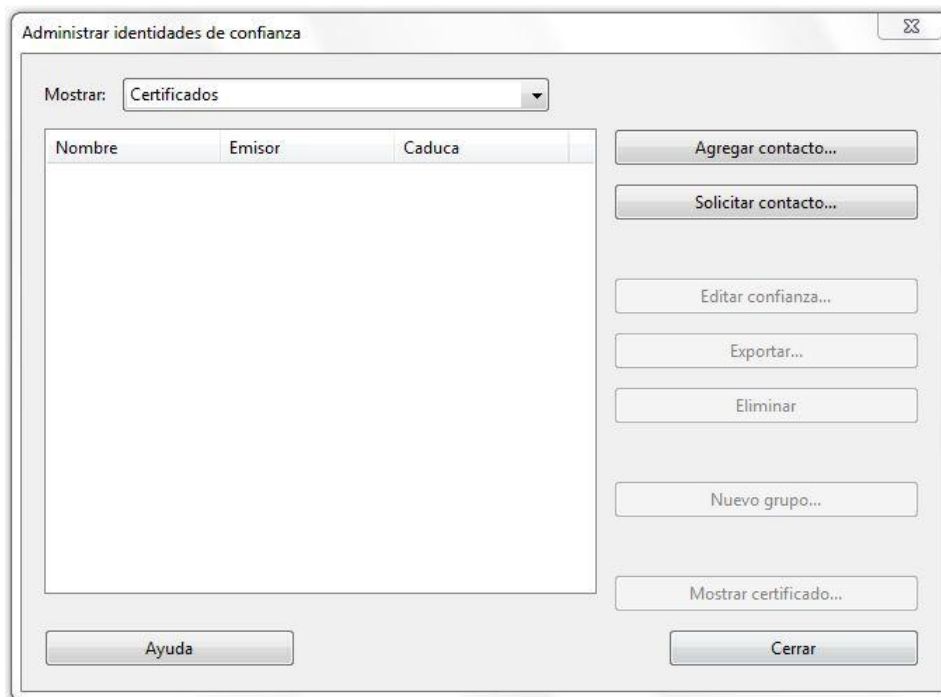 Administrar identidades de confianza
Mostrar: Certificados
Nombre Emisor Caduca
Agregar contacto...
Solicitar contacto...
Editar confianza...
Exportar...
Eliminar
Nuevo grupo...
Mostrar certificado...
Ayuda Cerrar